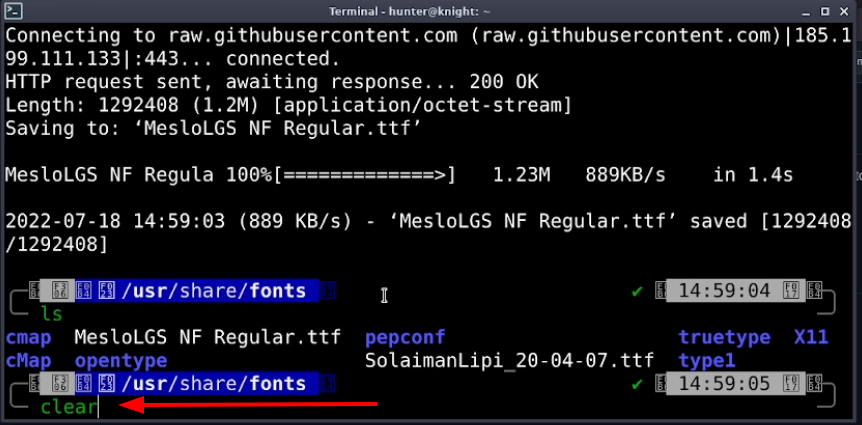 Terminal - hunter@knight: ~
Connecting to raw.githubusercontent.com (raw.githubusercontent.com)|185.1
99.111.133|:443... connected.
HTTP request sent, awaiting response... 200 OK
Length: 1292408 (1.2M) [application/octet-stream]
Saving to: ‘MesloLGS NF Regular.ttf’
MesloLGS NF Regula 100%[=============>] 1.23M 889KB/s in 1.4s
2022-07-18 14:59:03 (889 KB/s) - ‘MesloLGS NF Regular.ttf’ saved [1292408
/1292408]
/usr/share/fonts ✔ 14:59:04
ls
cmap MesloLGS NF Regular.ttf pepconf truetype X11
cMap opentype SolaimanLipi_20-04-07.ttf type1
/usr/share/fonts ✔ 14:59:05
clear